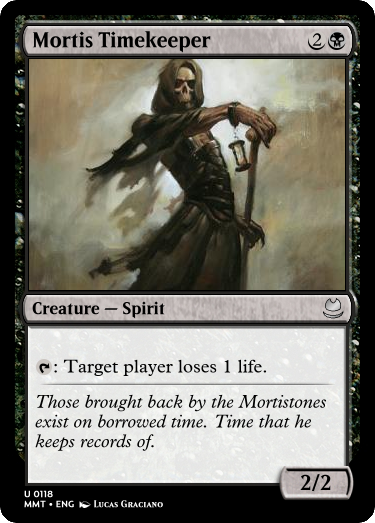 Mortis Timekeeper 2
Creature — Spirit
: Target player loses 1 life.
Those brought back by the Mortistones
exist on borrowed time. Time that he
keeps records of.
2/2
U 0118
MMT • ENG Lucas Graciano